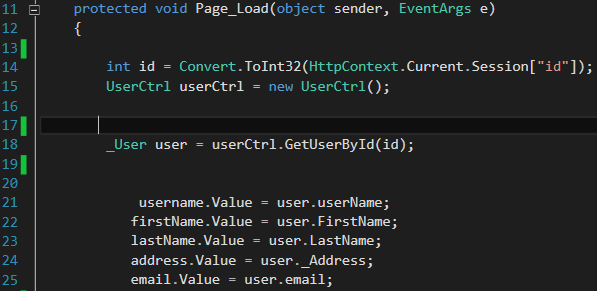 11 protected void Page_Load(object sender, EventArgs e)
12 {
13
14 int id = Convert.ToInt32(HttpContext.Current.Session["id"]);
15 UserCtrl userCtrl = new UserCtrl();
16
17
18 _User user = userCtrl.GetUserById(id);
19
20
21 username.Value = user.userName;
22 firstName.Value = user.FirstName;
23 lastName.Value = user.LastName;
24 address.Value = user._Address;
25 email.Value = user.email;